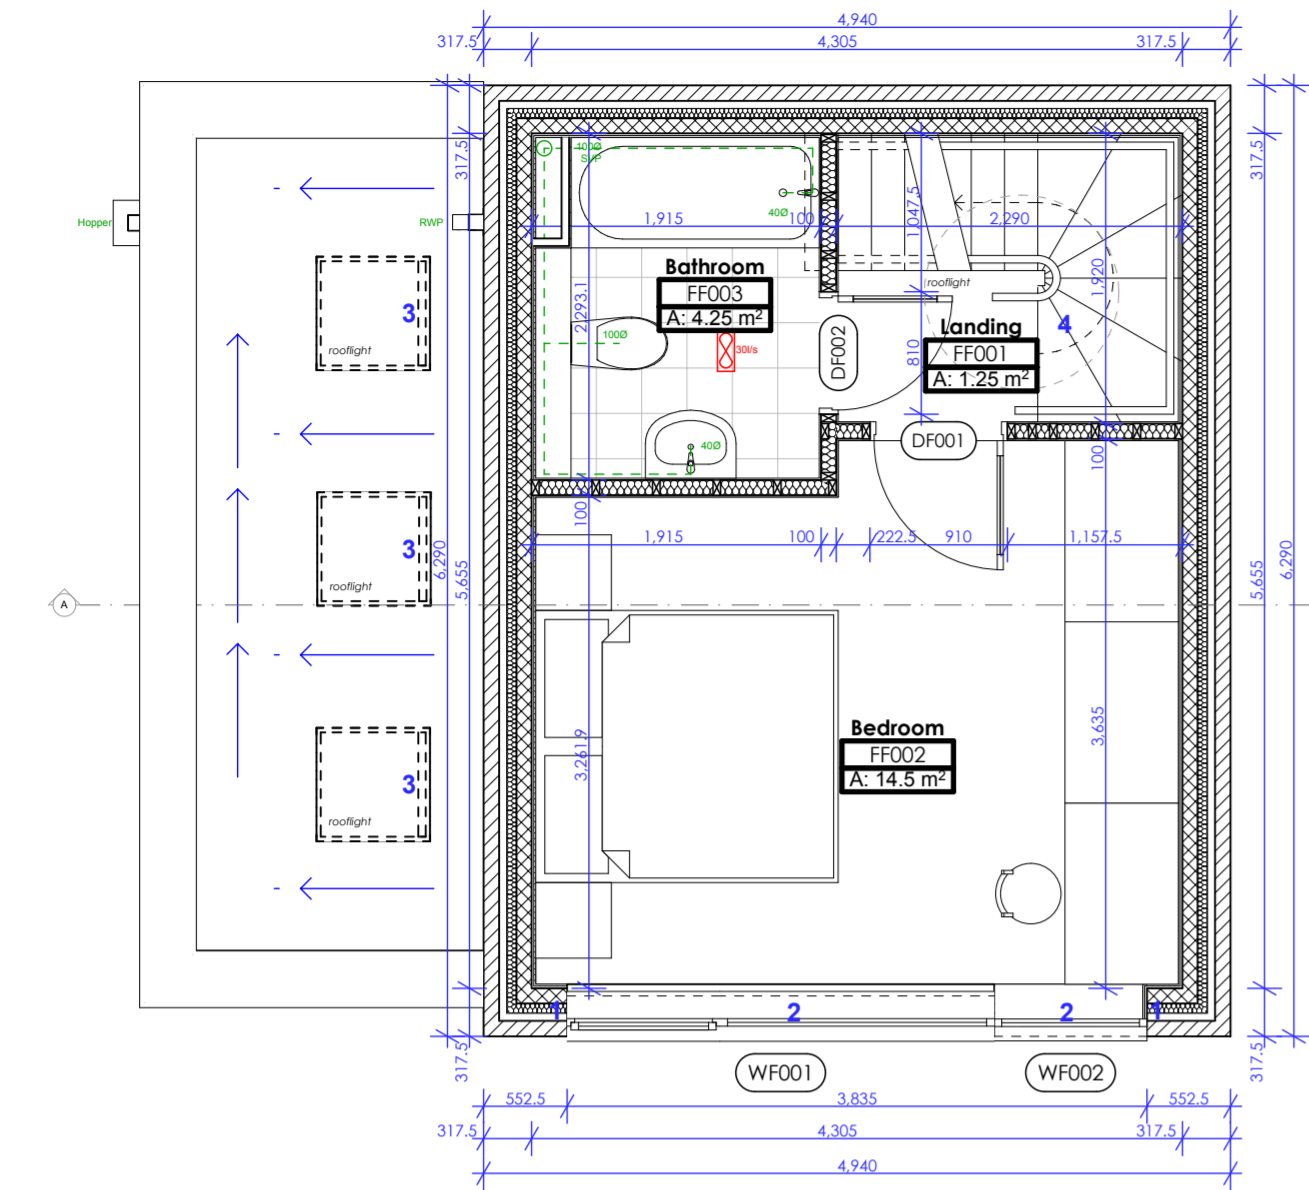 4,940
317.5
4,305
317.5
317.5
317.5
100Ø
SVP
1,047.5
Hopper
RWP
40Ø
1,915
100
2,290
Bathroom
FF003
A: 4.25 m²
2,293.1
1,920
rooflight
3
rooflight
100Ø
30l/s
DF002
810
Landing
4
FF001
A: 1.25 m²
40Ø
DF001
100
100
1,915
100
222.5
910
1,157.5
3
rooflight
6,290
5,655
5,655
6,290
A
3,261.9
Bedroom
FF002
A: 14.5 m²
3,635
3
rooflight
1
2
2
1
317.5
317.5
WF001
WF002
552.5
3,835
552.5
317.5
4,305
317.5
4,940